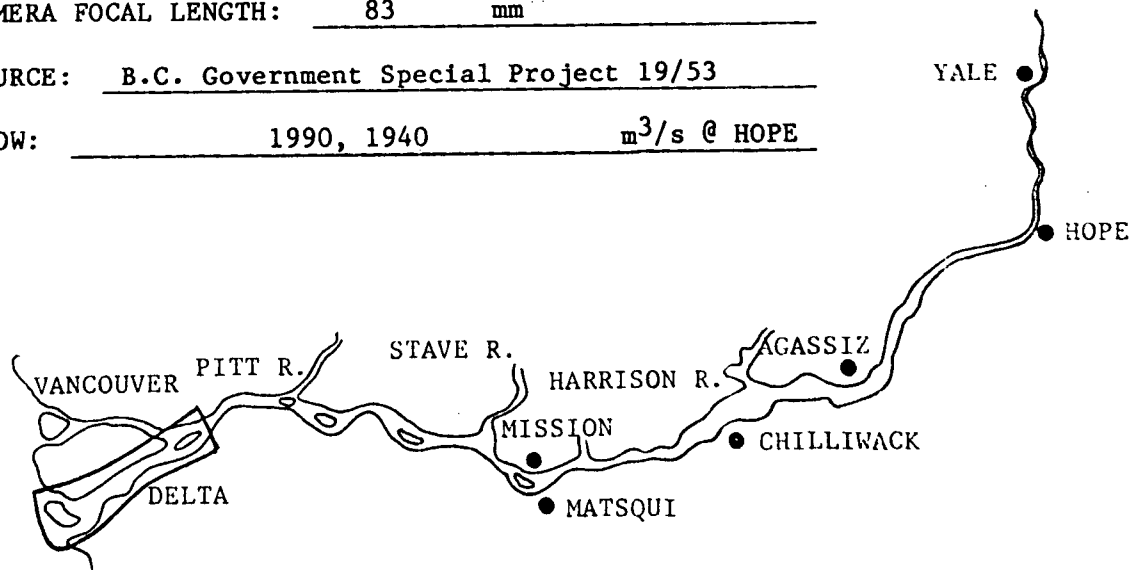 MERA FOCAL LENGTH: 83 mm
URCE: B.C. Government Special Project 19/53
OW: 1990, 1940 m³/s @ HOPE
YALE
HOPE
AGASSIZ
STAVE R.
PITT R.
HARRISON R.
VANCOUVER
MISSION
CHILLIWACK
DELTA
MATSQUI